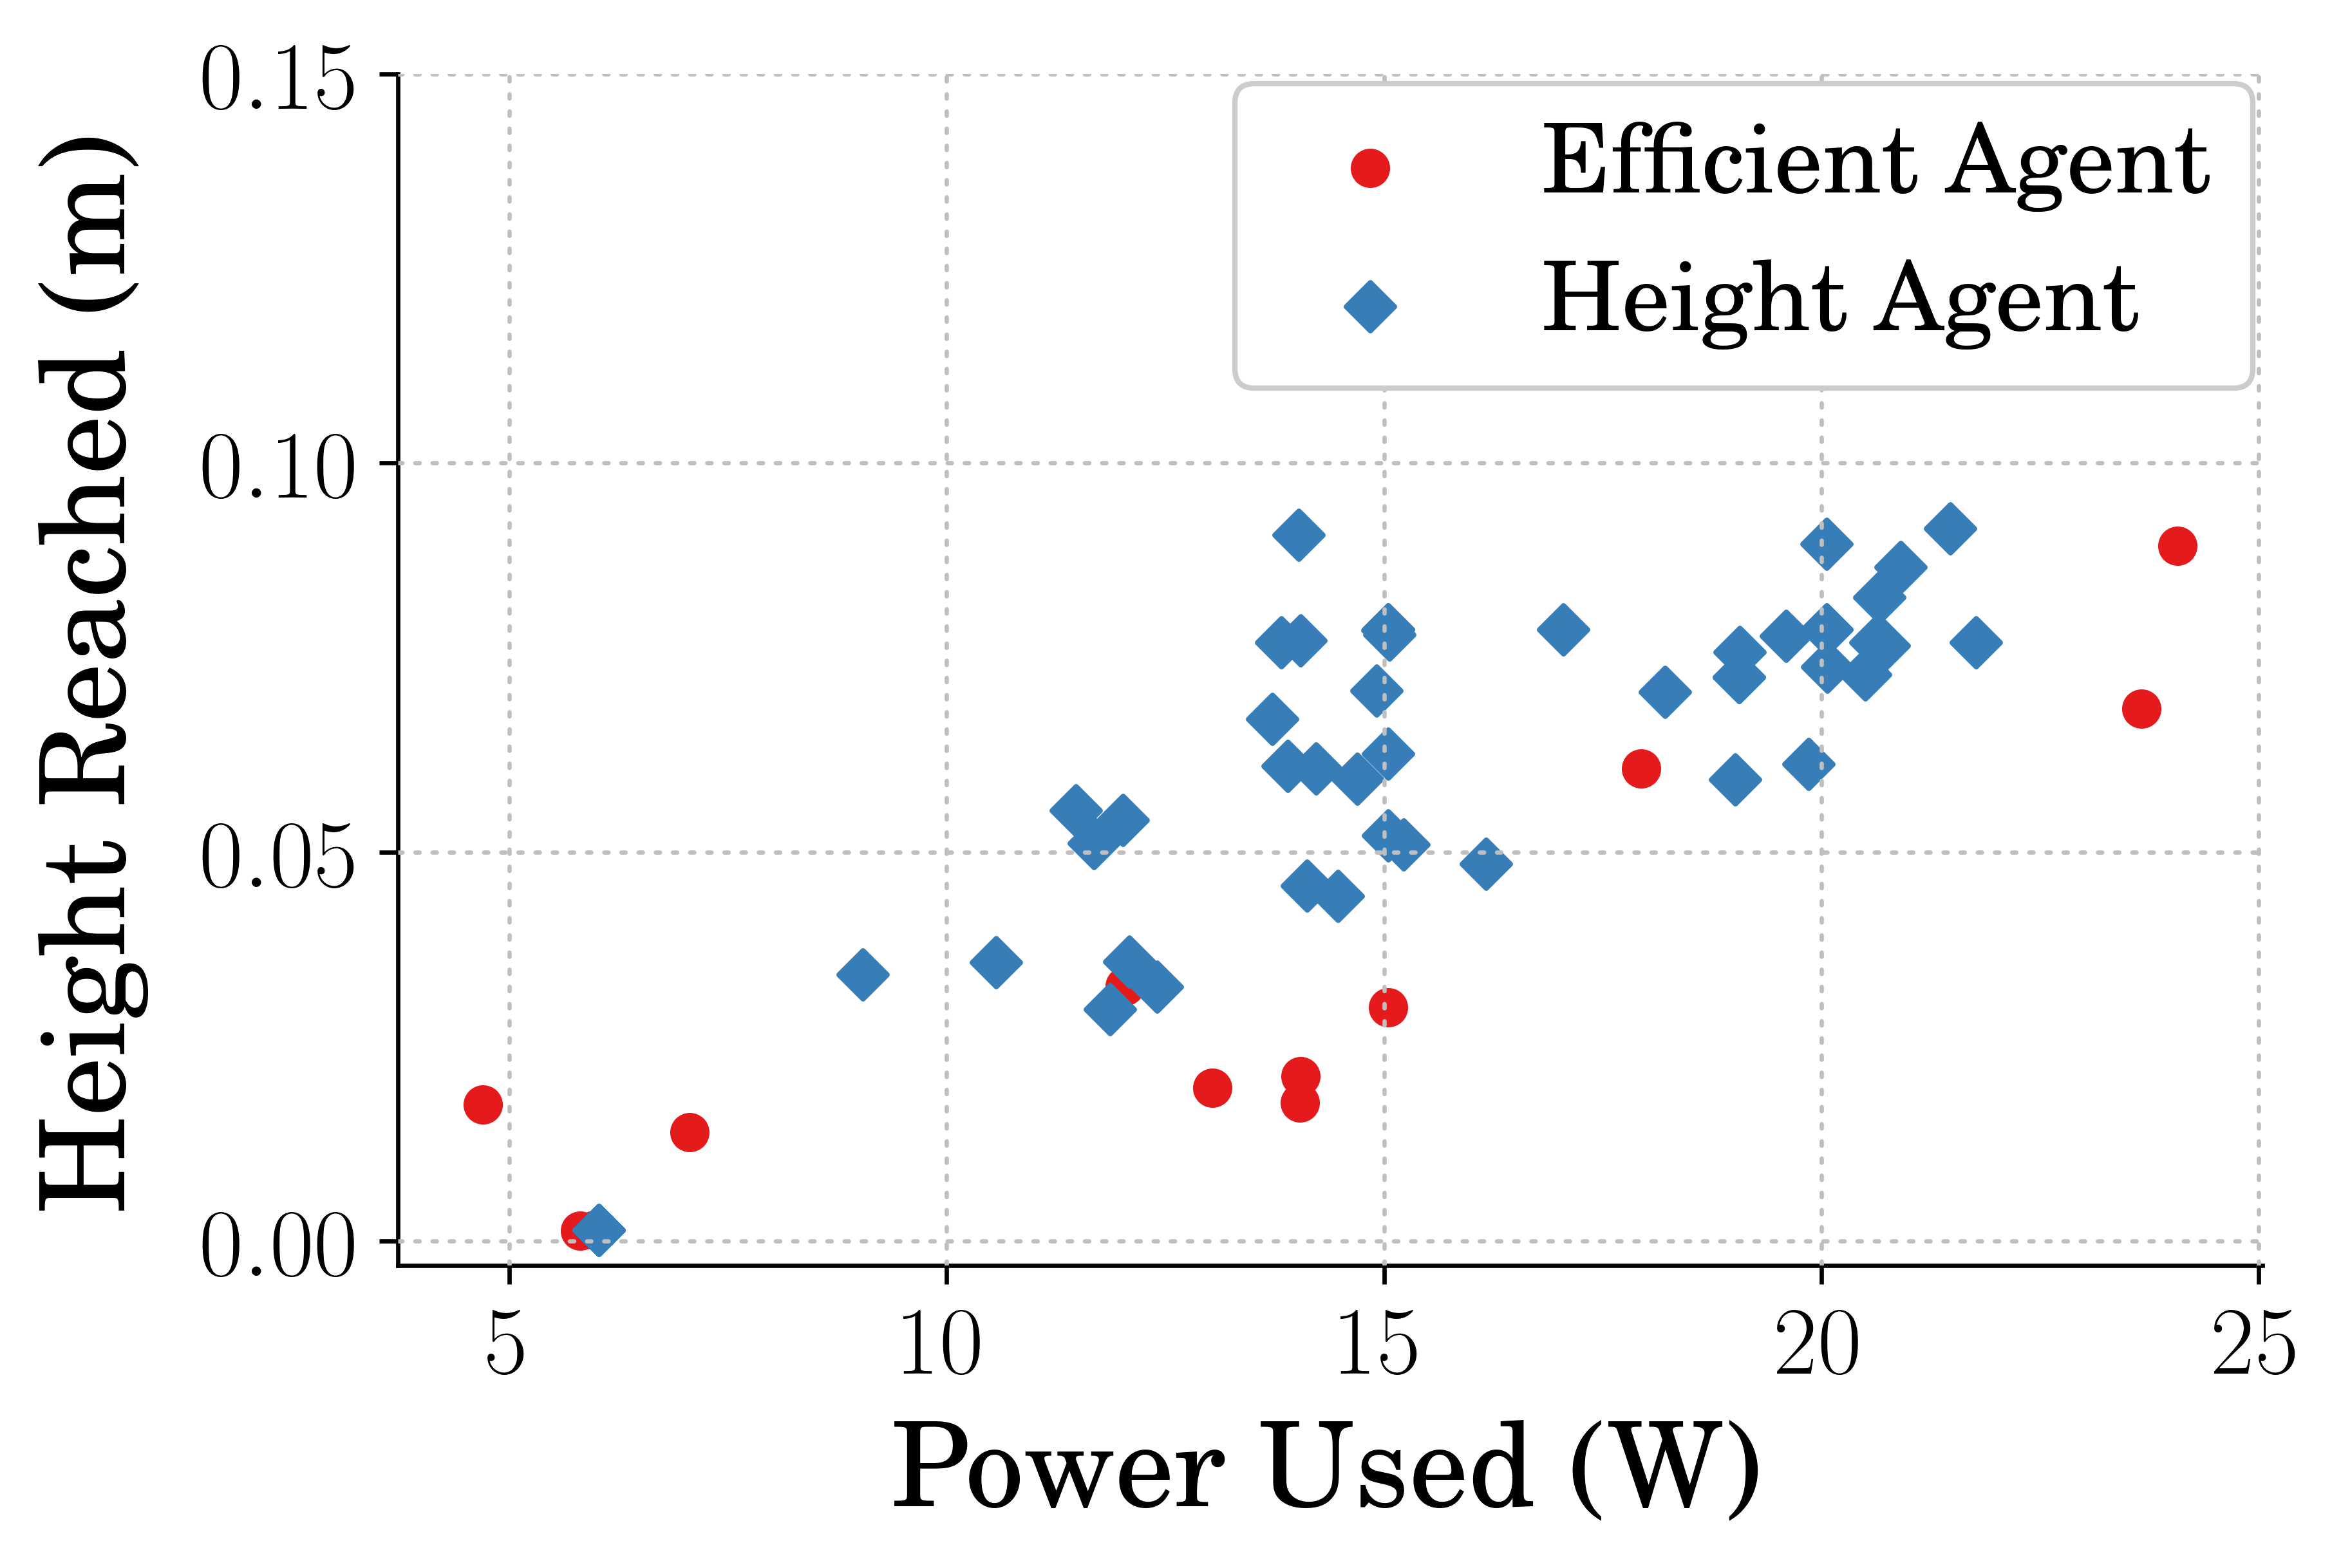 Height Reached (m)
0.15
0.10
0.05
0.00
Efficient Agent
Height Agent
5 10 15 20 25
Power Used (W)